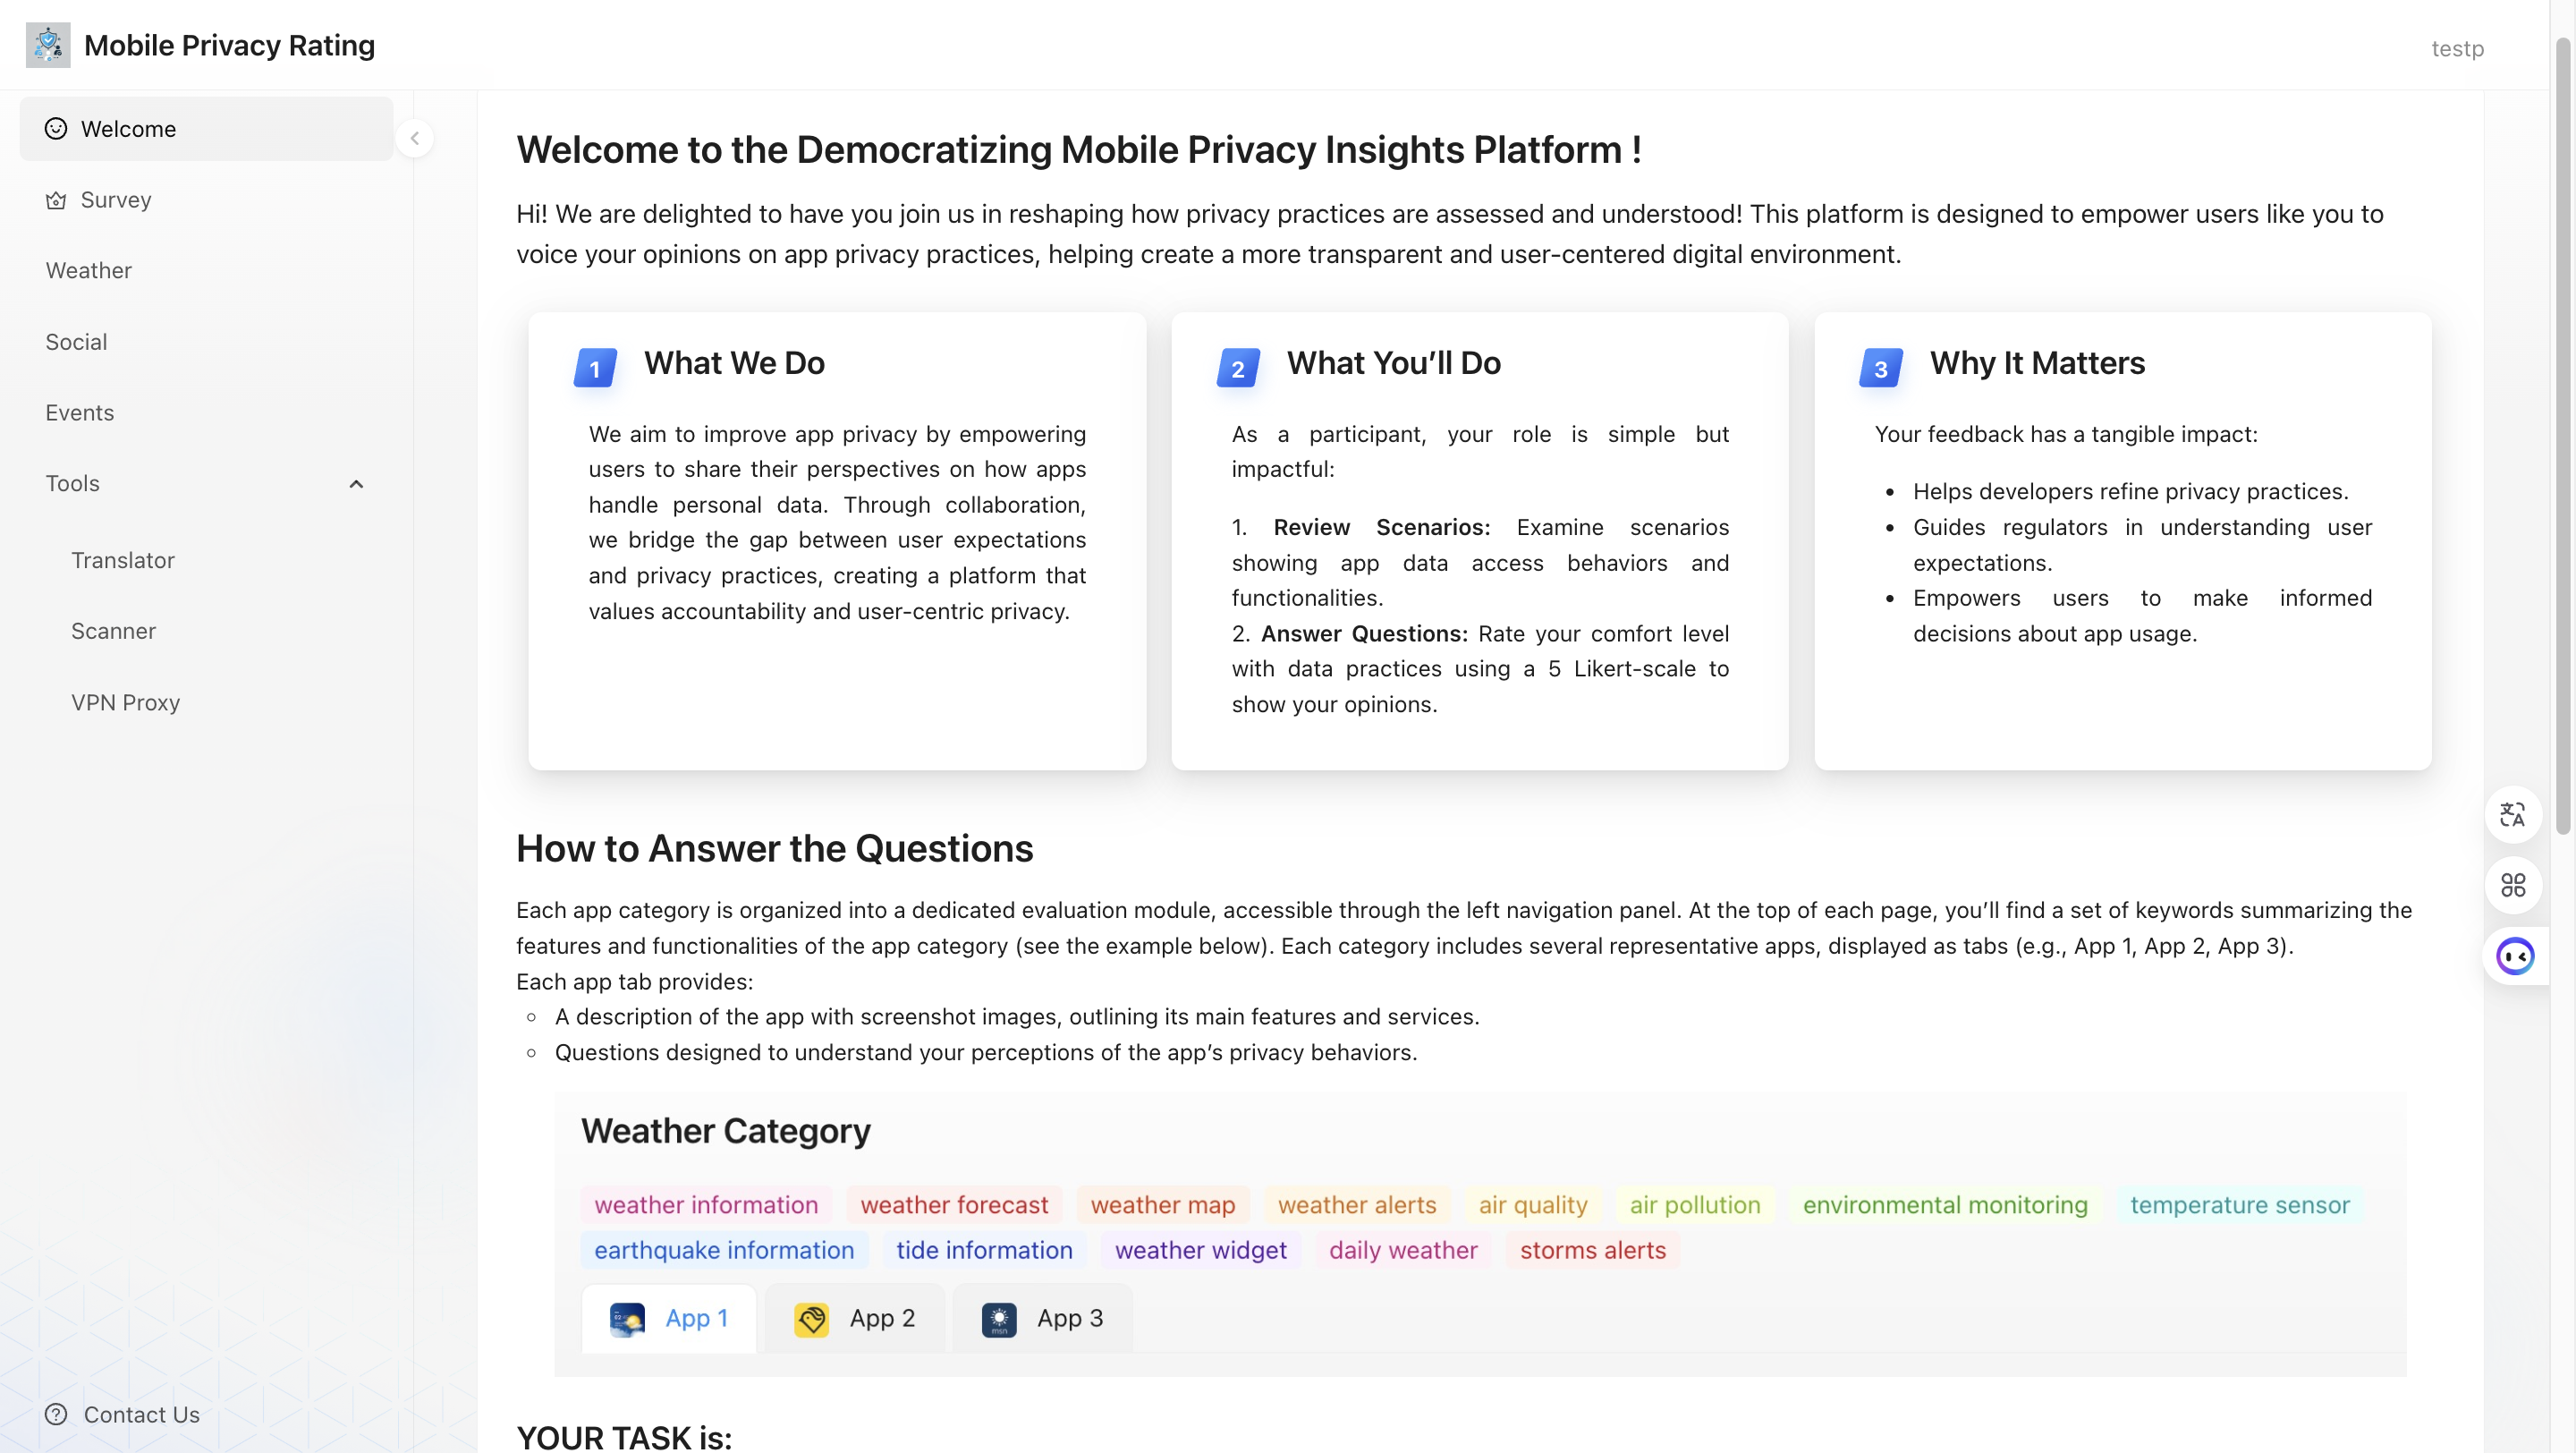 Mobile Privacy Rating
testp
Welcome
Survey
Weather
Social
Events
Tools
Translator
Scanner
VPN Proxy
Contact Us
Welcome to the Democratizing Mobile Privacy Insights Platform !
Hi! We are delighted to have you join us in reshaping how privacy practices are assessed and understood! This platform is designed to empower users like you to
voice your opinions on app privacy practices, helping create a more transparent and user-centered digital environment.
1 What We Do
We aim to improve app privacy by empowering
users to share their perspectives on how apps
handle personal data. Through collaboration,
we bridge the gap between user expectations
and privacy practices, creating a platform that
values accountability and user-centric privacy.
2 What You’ll Do
As a participant, your role is simple but
impactful:
1. Review Scenarios: Examine scenarios
showing app data access behaviors and
functionalities.
2. Answer Questions: Rate your comfort level
with data practices using a 5 Likert-scale to
show your opinions.
3 Why It Matters
Your feedback has a tangible impact:
• Helps developers refine privacy practices.
• Guides regulators in understanding user
expectations.
• Empowers users to make informed
decisions about app usage.
How to Answer the Questions
Each app category is organized into a dedicated evaluation module, accessible through the left navigation panel. At the top of each page, you’ll find a set of keywords summarizing the
features and functionalities of the app category (see the example below). Each category includes several representative apps, displayed as tabs (e.g., App 1, App 2, App 3).
Each app tab provides:
◦ A description of the app with screenshot images, outlining its main features and services.
◦ Questions designed to understand your perceptions of the app’s privacy behaviors.
Weather Category
weather information weather forecast weather map weather alerts air quality air pollution environmental monitoring temperature sensor
earthquake information tide information weather widget daily weather storms alerts
App 1 App 2 msn App 3
YOUR TASK is:
文A